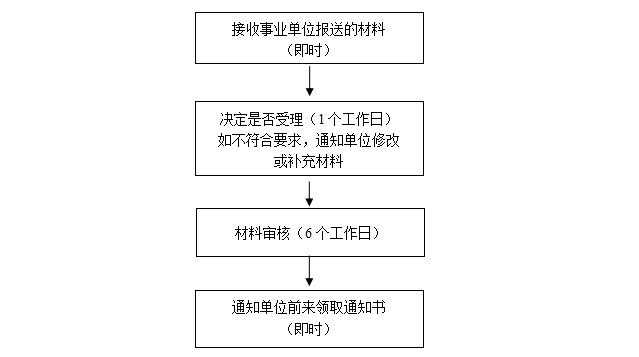 接收事业单位报送的材料
（即时）
决定是否受理（1个工作日）
如不符合要求，通知单位修改
或补充材料
材料审核（6个工作日）
通知单位前来领取通知书
（即时）